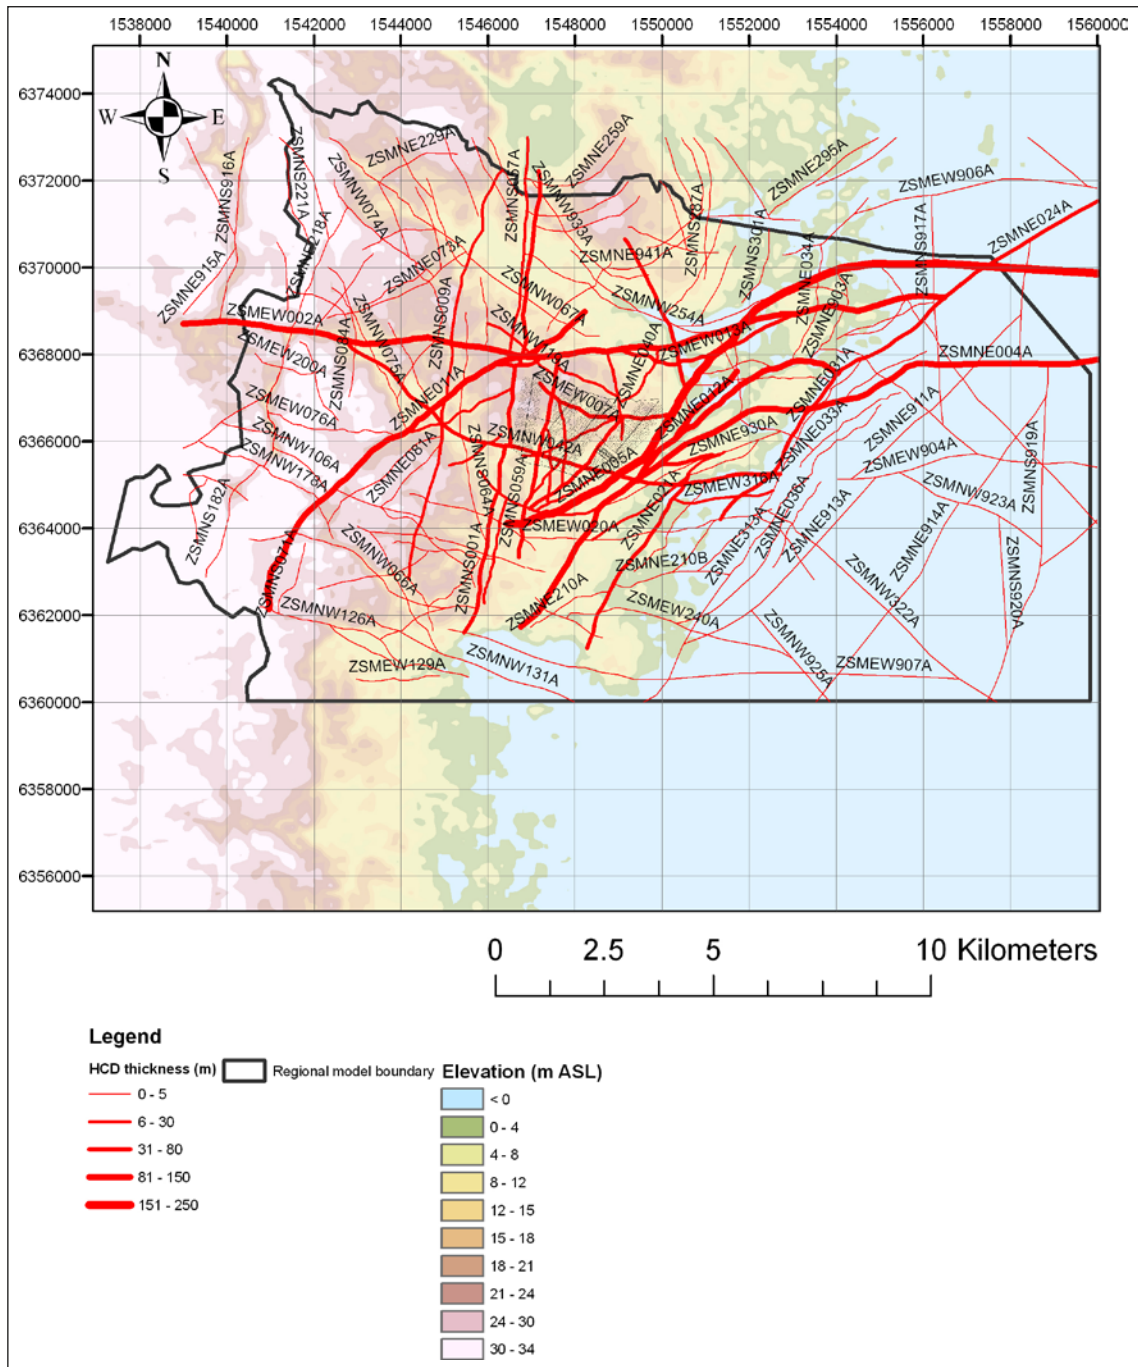 1538000 1540000 1542000 1544000 1546000 1548000 1550000 1552000 1554000 1556000 1558000 1560000
N
W E
S
6374000
6372000
6370000
6368000
6366000
6364000
6362000
6360000
6358000
6356000
ZSMNS916A
ZSMNS221A
ZSMNE218A
ZSMNE915A
ZSMNE229A
ZSMNW074A
ZSMNE073A
ZSMNS057A
ZSMNE259A
ZSMNW933A
ZSMNE941A
ZSMNS287A
ZSMNS301A
ZSMNE295A
ZSMEW906A
ZSMNS917A
ZSMNE024A
ZSMNE034A
ZSMNE903A
ZSMEW002A
ZSMEW200A
ZSMNS084A
ZSMNW075A
ZSMNS009A
ZSMNW067A
ZSMNW254A
ZSMNE040A
ZSMEW013A
ZSMNE004A
ZSMEW076A
ZSMNW106A
ZSMNW178A
ZSMNE011A
ZSMNE081A
ZSMEW007A
ZSMNW042A
ZSMNE012A
ZSMNE031A
ZSMNE930A
ZSMNE033A
ZSMNE911A
ZSMEW904A
ZSMNS919A
ZSMNW923A
ZSMNS182A
ZSMNS071A
ZSMNS059A
ZSMEW020A
ZSMNE021A
ZSMEW316A
ZSMNE036A
ZSMNE313A
ZSMNE913A
ZSMNE914A
ZSMNW066A
ZSMNS001A
ZSMNE210B
ZSMNE210A
ZSMEW240A
ZSMNW322A
ZSMNS920A
ZSMNW126A
ZSMEW129A
ZSMNW131A
ZSMNW925A
ZSMEW907A
0 2.5 5 10 Kilometers
Legend
HCD thickness (m)
0 - 5
6 - 30
31 - 80
81 - 150
151 - 250
Regional model boundary
Elevation (m ASL)
< 0
0 - 4
4 - 8
8 - 12
12 - 15
15 - 18
18 - 21
21 - 24
24 - 30
30 - 34